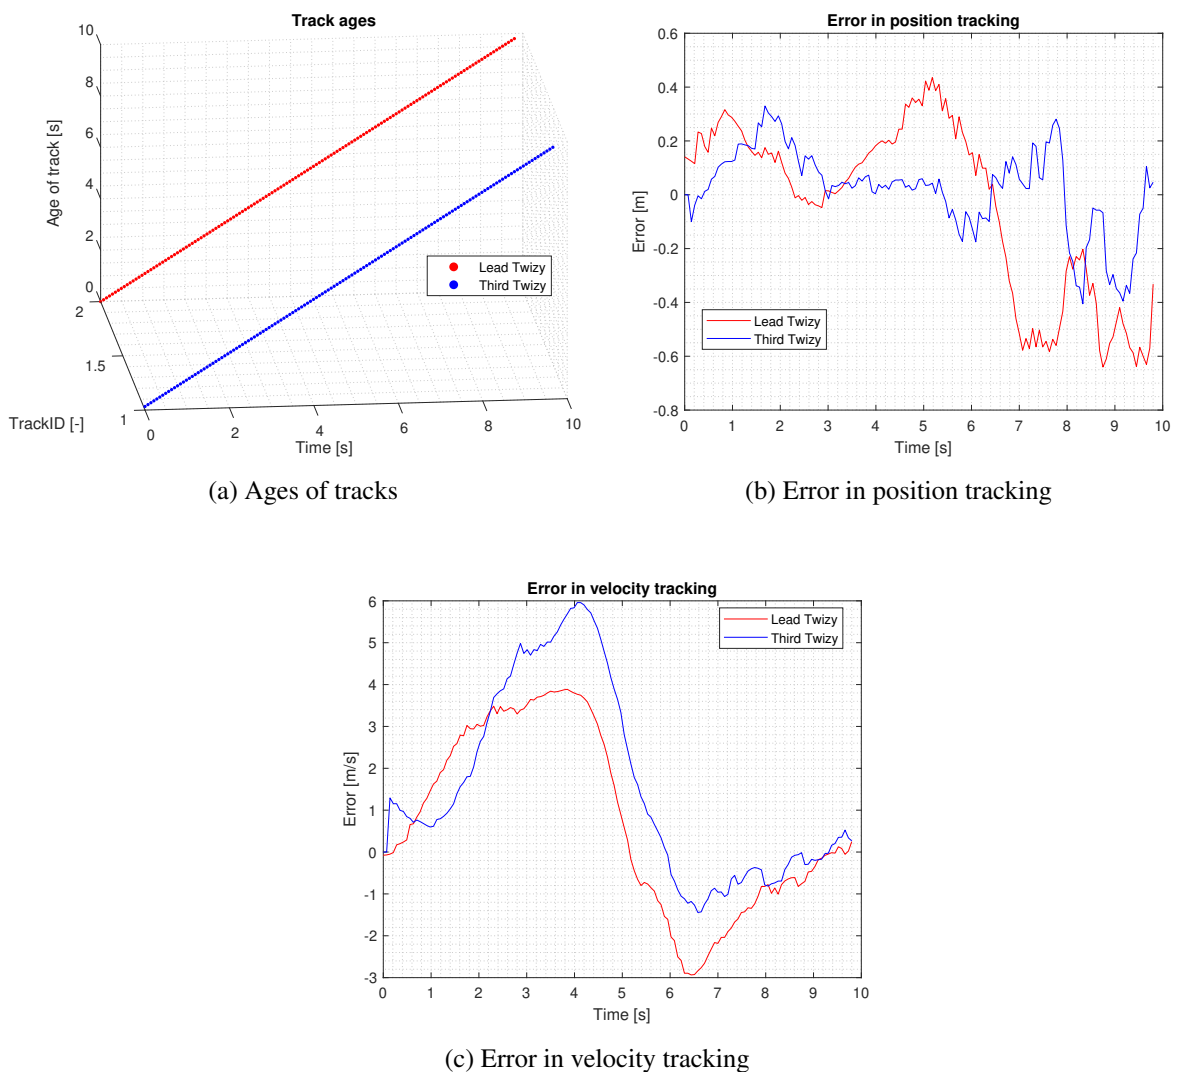 Track ages
10
8
6
4
2
0
Age of track [s]
2
1.5
1
TrackID [-]
0
2
4
6
8
10
Time [s]
Lead Twizy
Third Twizy
(a) Ages of tracks
Error in position tracking
0.6
0.4
0.2
0
-0.2
-0.4
-0.6
-0.8
Error [m]
0 1 2 3 4 5 6 7 8 9 10
Time [s]
Lead Twizy
Third Twizy
(b) Error in position tracking
Error in velocity tracking
6
5
4
3
2
1
0
-1
-2
-3
Error [m/s]
0 1 2 3 4 5 6 7 8 9 10
Time [s]
Lead Twizy
Third Twizy
(c) Error in velocity tracking